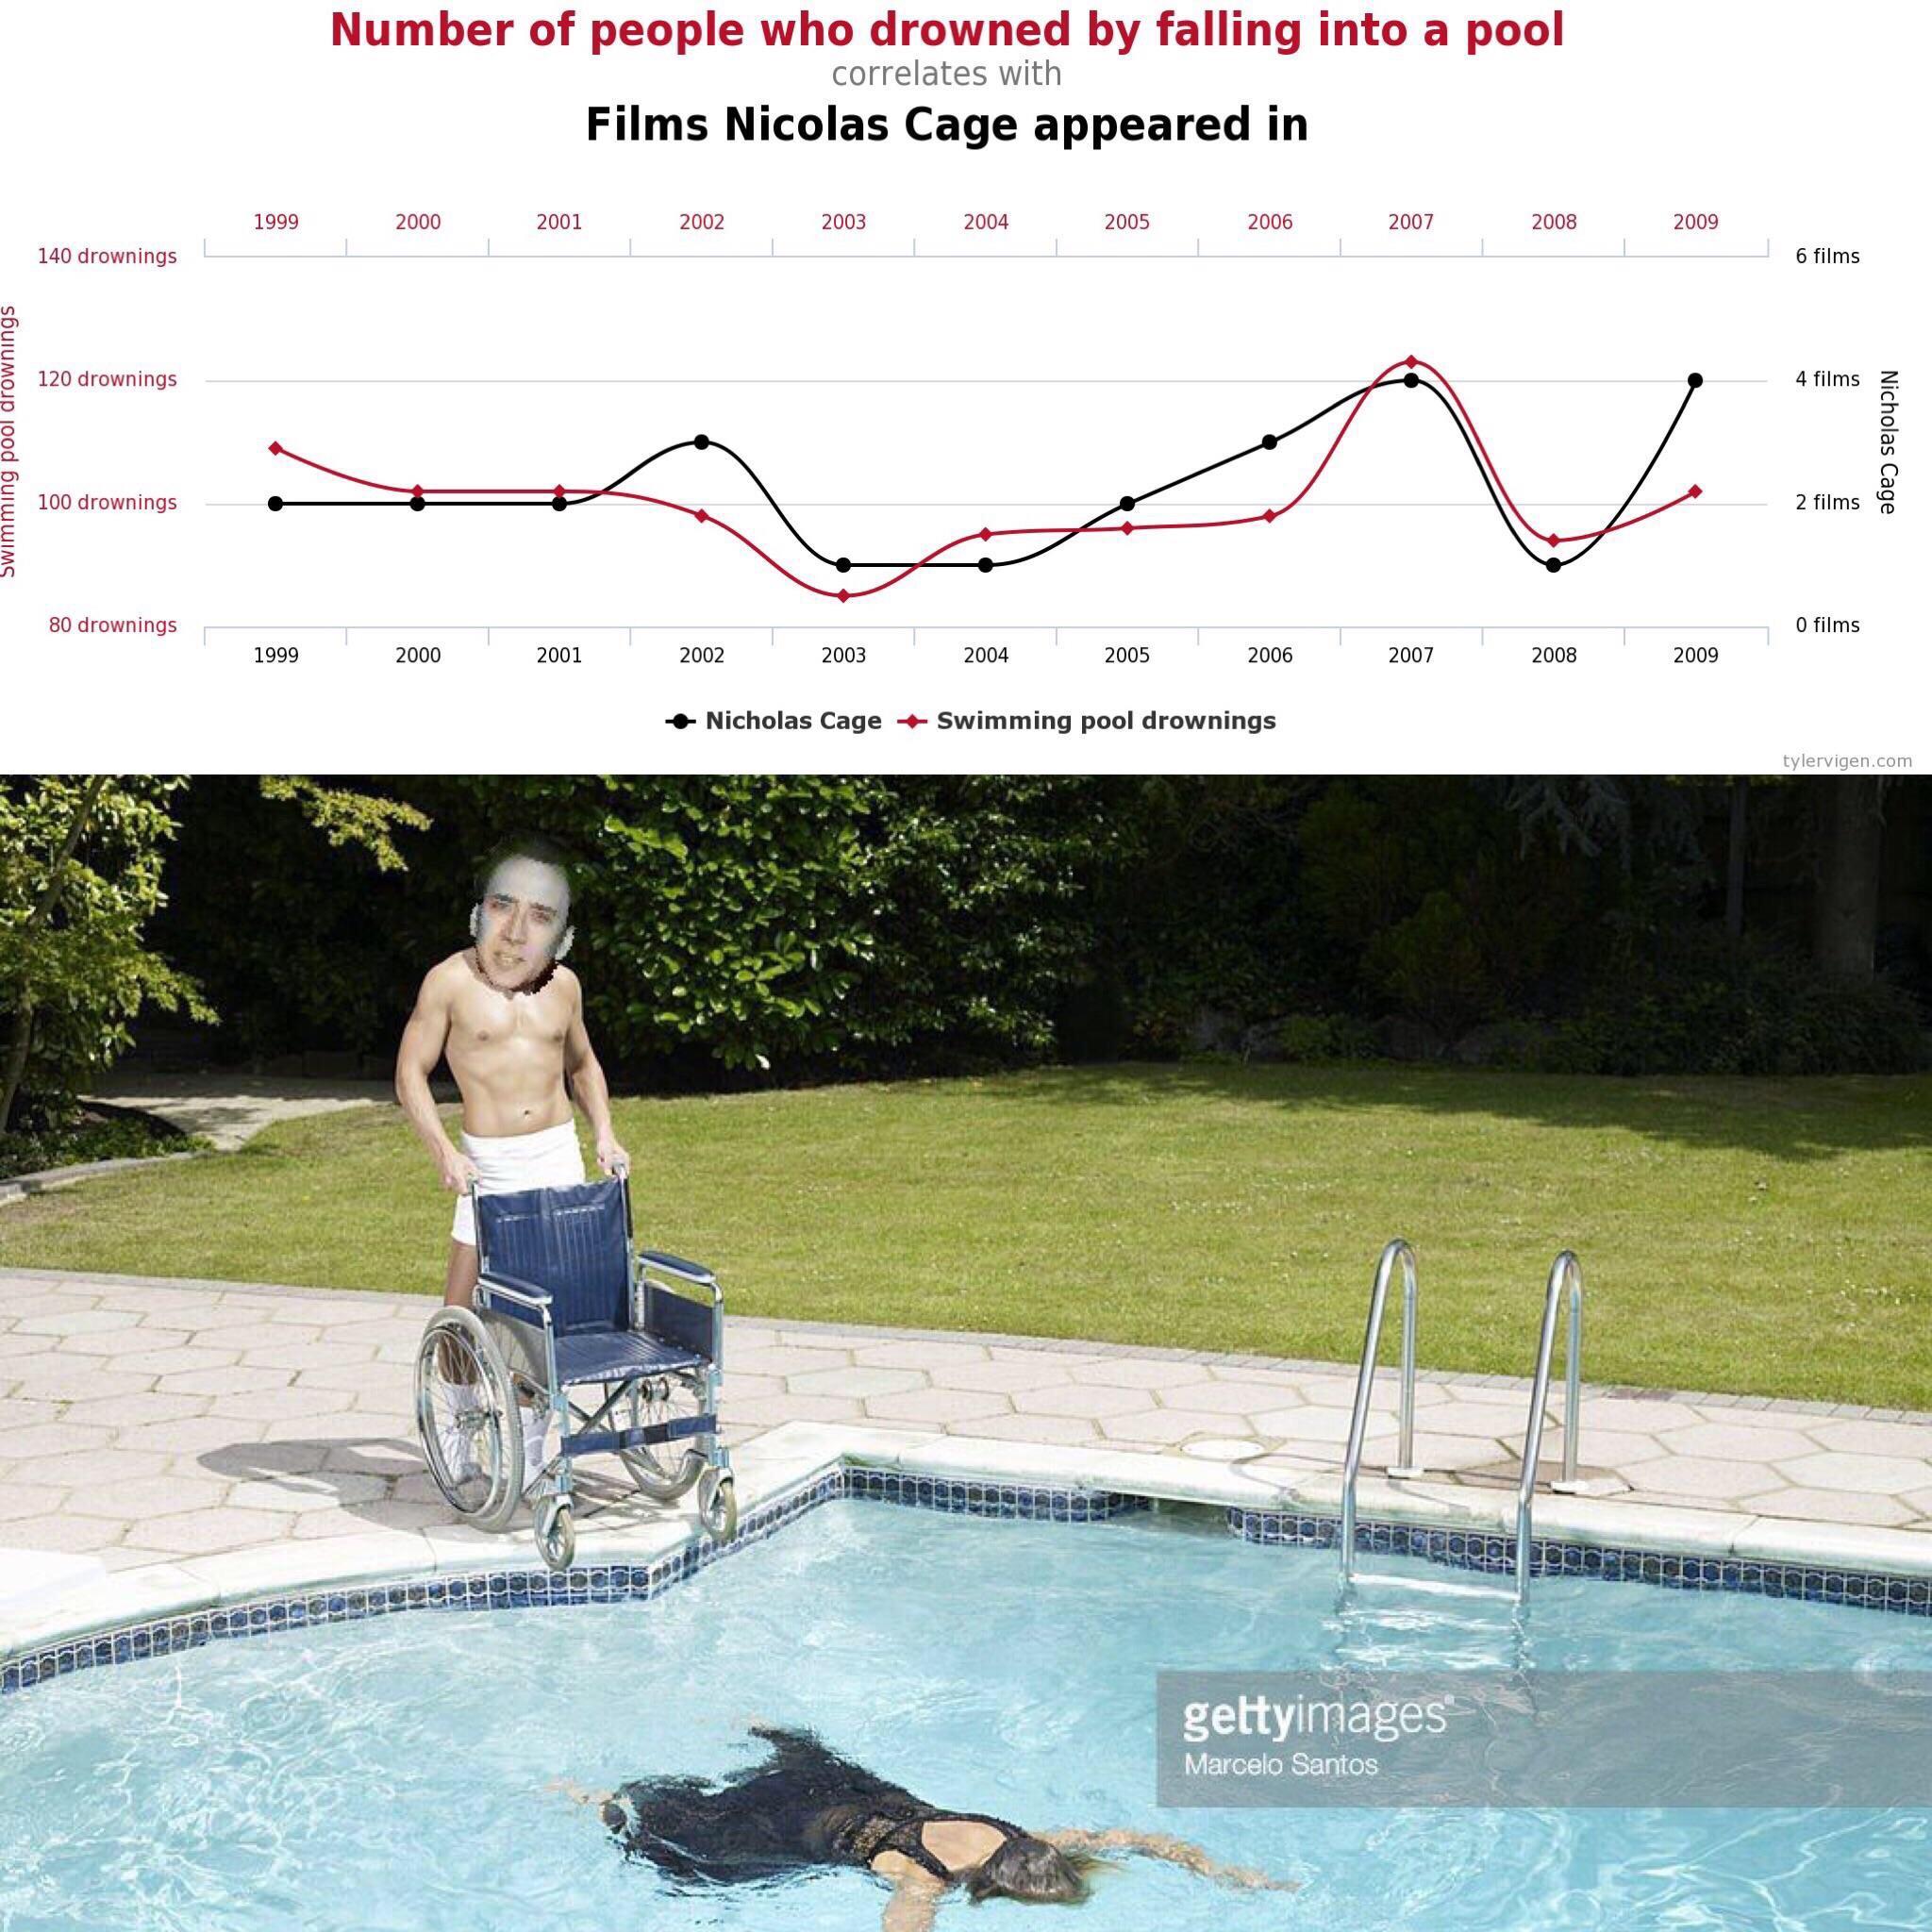 Number of people who drowned by falling into a pool
correlates with
Films Nicolas Cage appeared in
1999 2000 2001 2002 2003 2004 2005 2006 2007 2008 2009
140 drownings 6 films
120 drownings 4 films
100 drownings 2 films
80 drownings 0 films
Swimming pool drownings
Nicholas Cage
1999 2000 2001 2002 2003 2004 2005 2006 2007 2008 2009
Nicholas Cage Swimming pool drownings
tylervigen.com
gettyimages®
Marcelo Santos